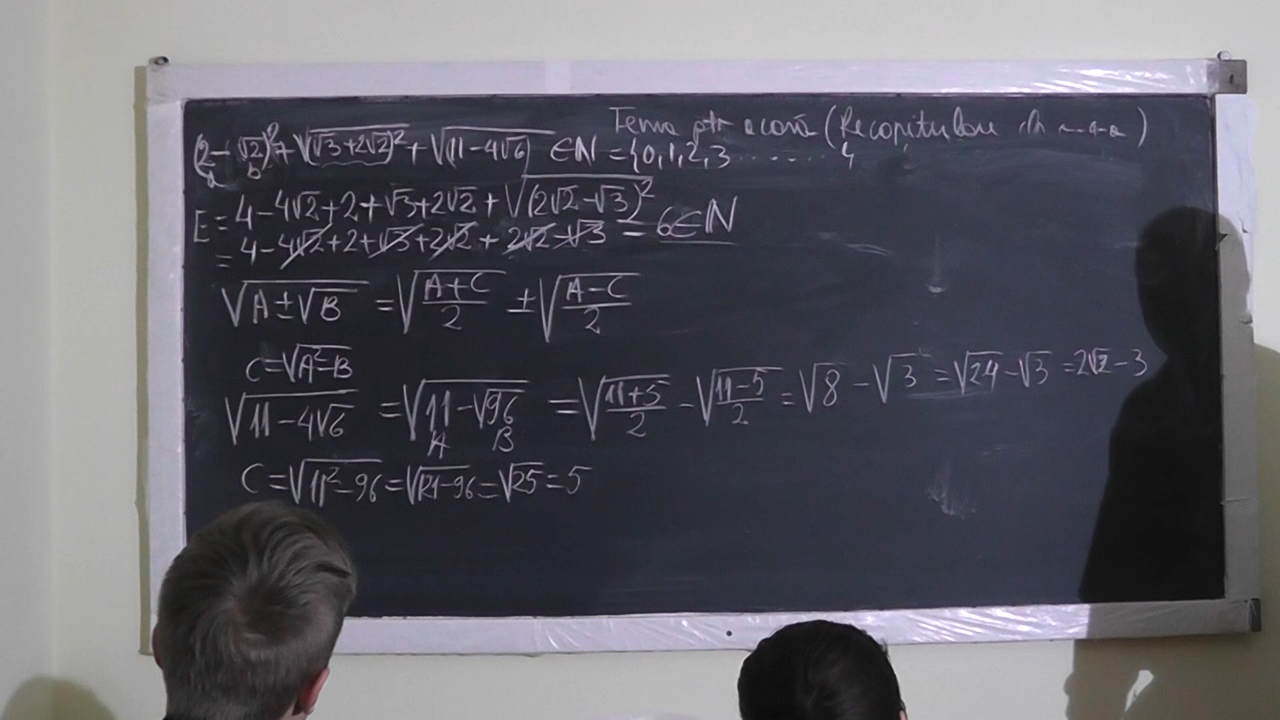 Tema ptr acasă (Recapitulare
(2-√2)² + √(√3+2√2)² + √(11-4√6) ∈ N = {0,1,2,3.......}
a b
E = 4-4√2+2+√3+2√2 + √(2√2-√3)²
= 4-4√2+2+√3+2√2 + 2√2-√3 = 6∈N
√(A±√B) = √((A+C)/2) ± √((A-C)/2)
C=√(A²-B)
√(11-4√6) = √(11-√96) = √((11+5)/2) - √((11-5)/2) = √8 - √3 = √24 - √3 = 2√2 - 3
A B
C = √(11²-96) = √(121-96) = √25 = 5